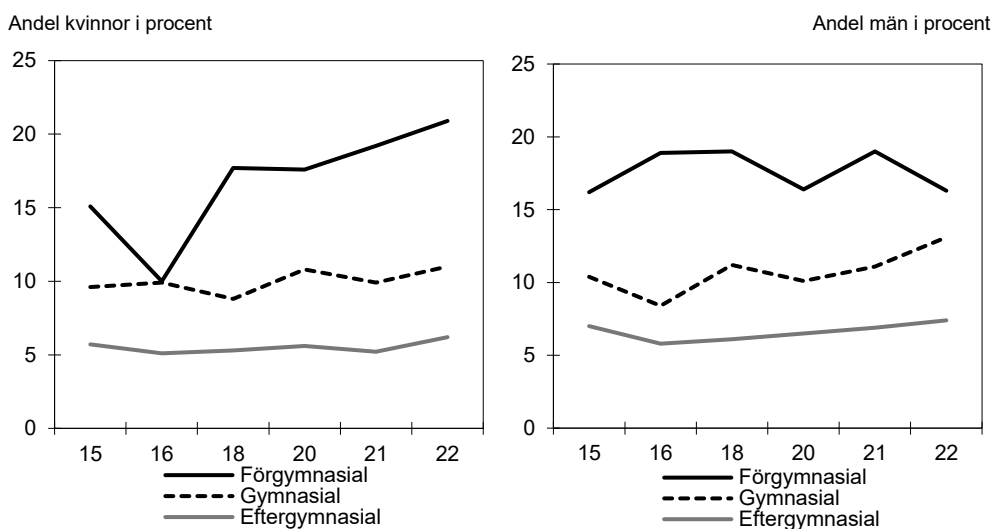 Andel kvinnor i procent
25
20
15
10
5
0
15 16 18 20 21 22
Förgymnasial
Gymnasial
Eftergymnasial
Andel män i procent
25
20
15
10
5
0
15 16 18 20 21 22
Förgymnasial
Gymnasial
Eftergymnasial